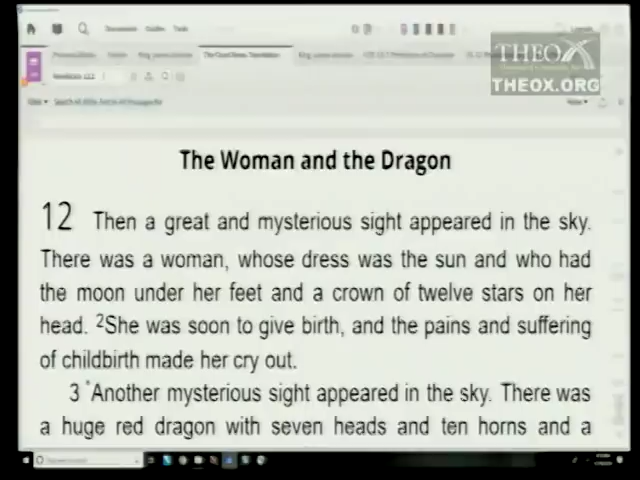 THEOX
THEOX.ORG
The Woman and the Dragon
12 Then a great and mysterious sight appeared in the sky.
There was a woman, whose dress was the sun and who had
the moon under her feet and a crown of twelve stars on her
head. 2She was soon to give birth, and the pains and suffering
of childbirth made her cry out.
3 *Another mysterious sight appeared in the sky. There was
a huge red dragon with seven heads and ten horns and a